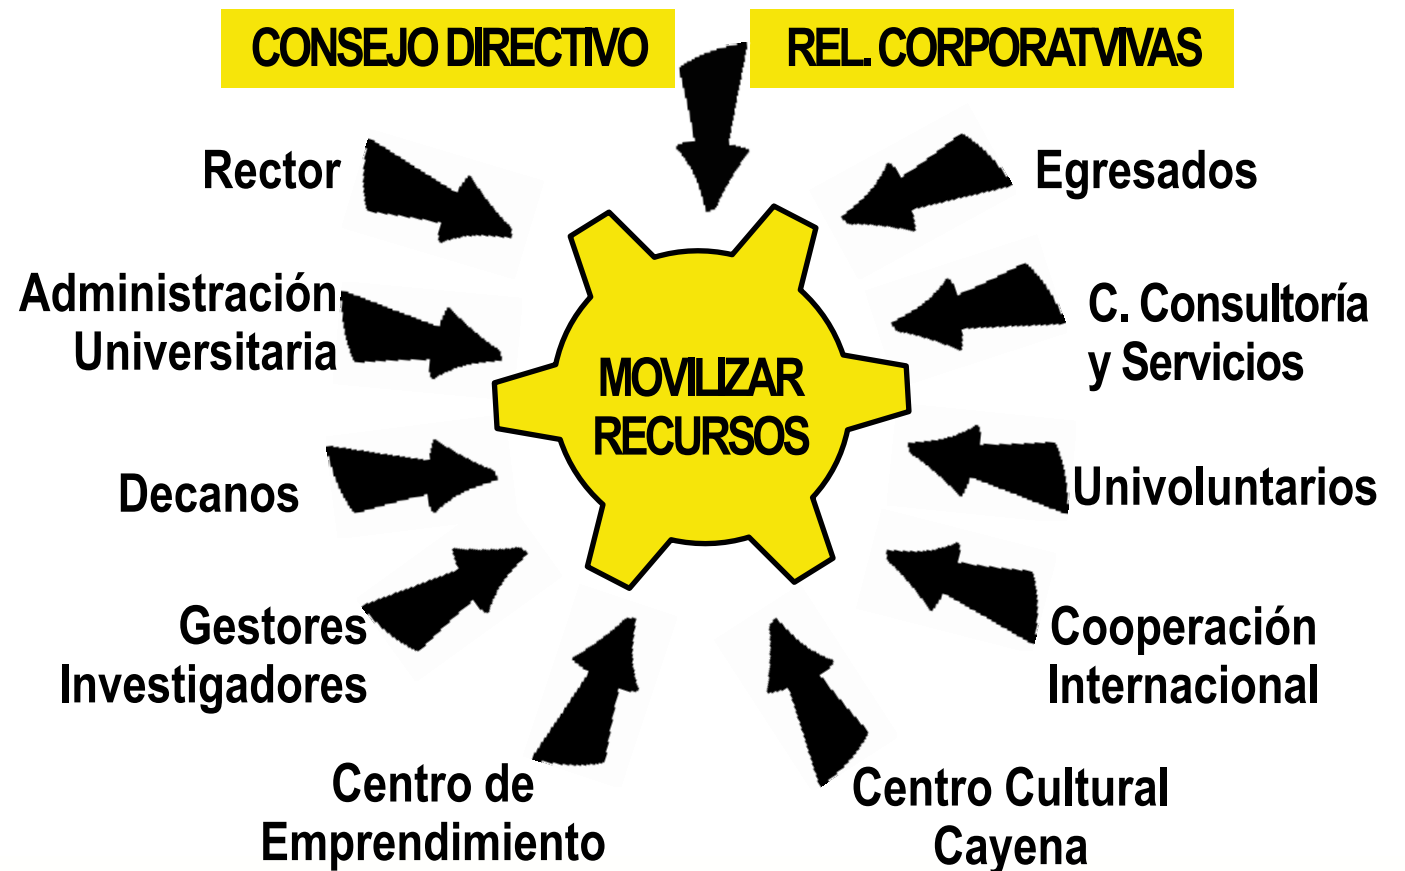 CONSEJO DIRECTIVO
REL. CORPORATVIVAS
Rector
Egresados
Administración
Universitaria
C. Consultoría
y Servicios
MOVILIZAR
RECURSOS
Decanos
Univoluntarios
Gestores
Investigadores
Cooperación
Internacional
Centro de
Emprendimiento
Centro Cultural
Cayena